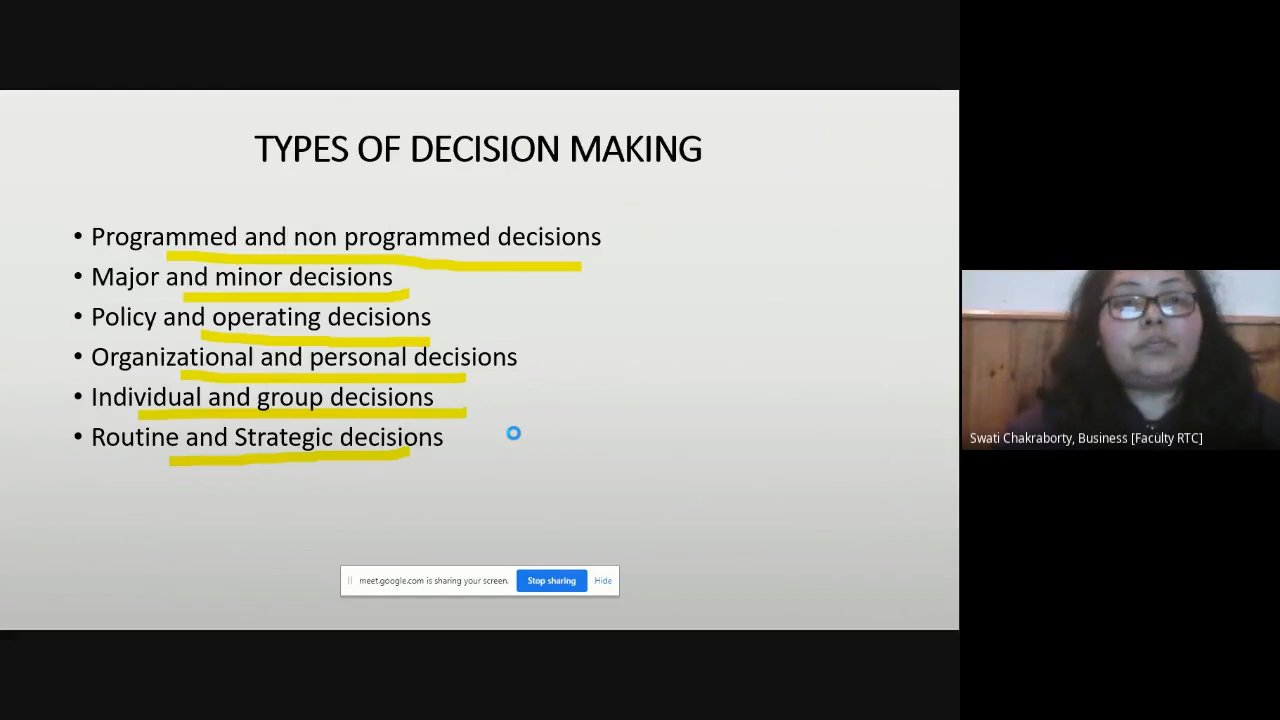 TYPES OF DECISION MAKING
• Programmed and non programmed decisions
• Major and minor decisions
• Policy and operating decisions
• Organizational and personal decisions
• Individual and group decisions
• Routine and Strategic decisions
meet.google.com is sharing your screen. Stop sharing Hide
Swati Chakraborty, Business [Faculty RTC]